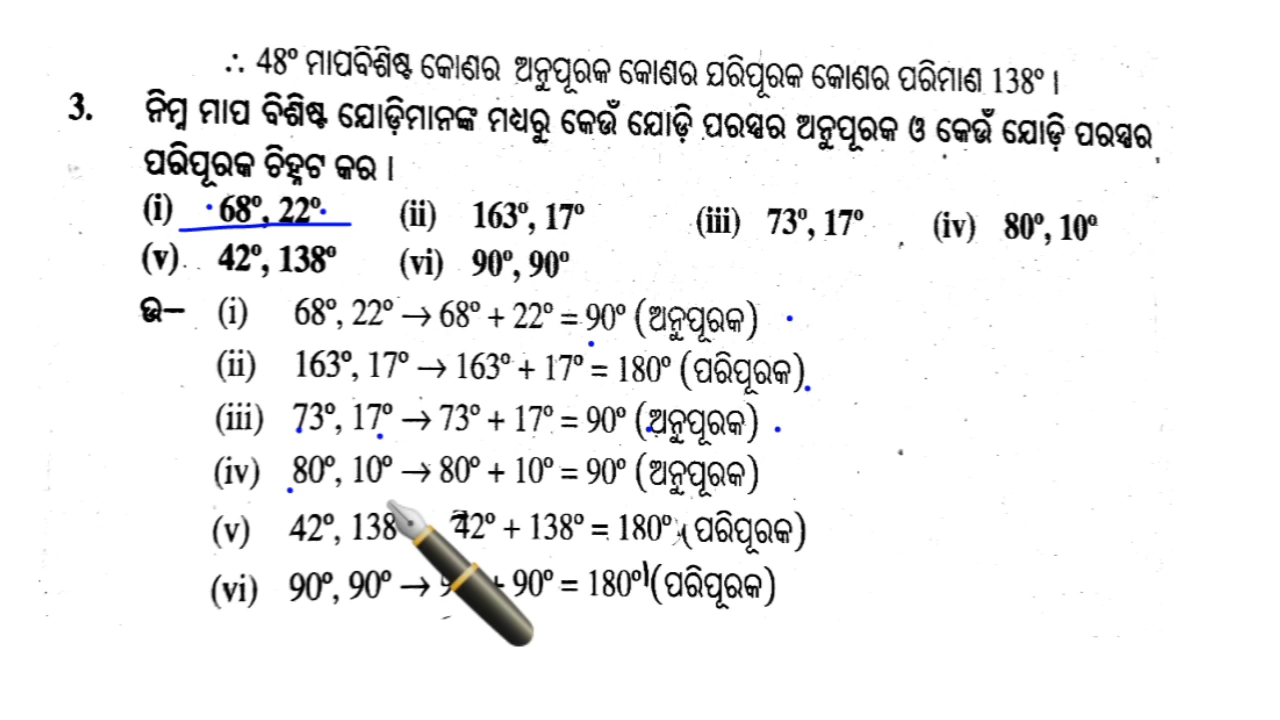 ∴ 48° ମାପବିଶିଷ୍ଟ କୋଣର ଅନୁପୂରକ କୋଣର ପରିପୂରକ କୋଣର ପରିମାଣ 138° ।
3. ନିମ୍ନ ମାପ ବିଶିଷ୍ଟ ଯୋଡ଼ିମାନଙ୍କ ମଧ୍ୟରୁ କେଉଁ ଯୋଡ଼ି ପରସ୍ପର ଅନୁପୂରକ ଓ କେଉଁ ଯୋଡ଼ି ପରସ୍ପର
ପରିପୂରକ ଚିହ୍ନଟ କର ।
(i) 68°, 22° (ii) 163°, 17° (iii) 73°, 17° (iv) 80°, 10°
(v) 42°, 138° (vi) 90°, 90°
ଉ– (i) 68°, 22° → 68° + 22° = 90° (ଅନୁପୂରକ)
(ii) 163°, 17° → 163° + 17° = 180° (ପରିପୂରକ)
(iii) 73°, 17° → 73° + 17° = 90° (ଅନୁପୂରକ)
(iv) 80°, 10° → 80° + 10° = 90° (ଅନୁପୂରକ)
(v) 42°, 138 42° + 138° = 180° (ପରିପୂରକ)
(vi) 90°, 90° → 9 + 90° = 180° (ପରିପୂରକ)